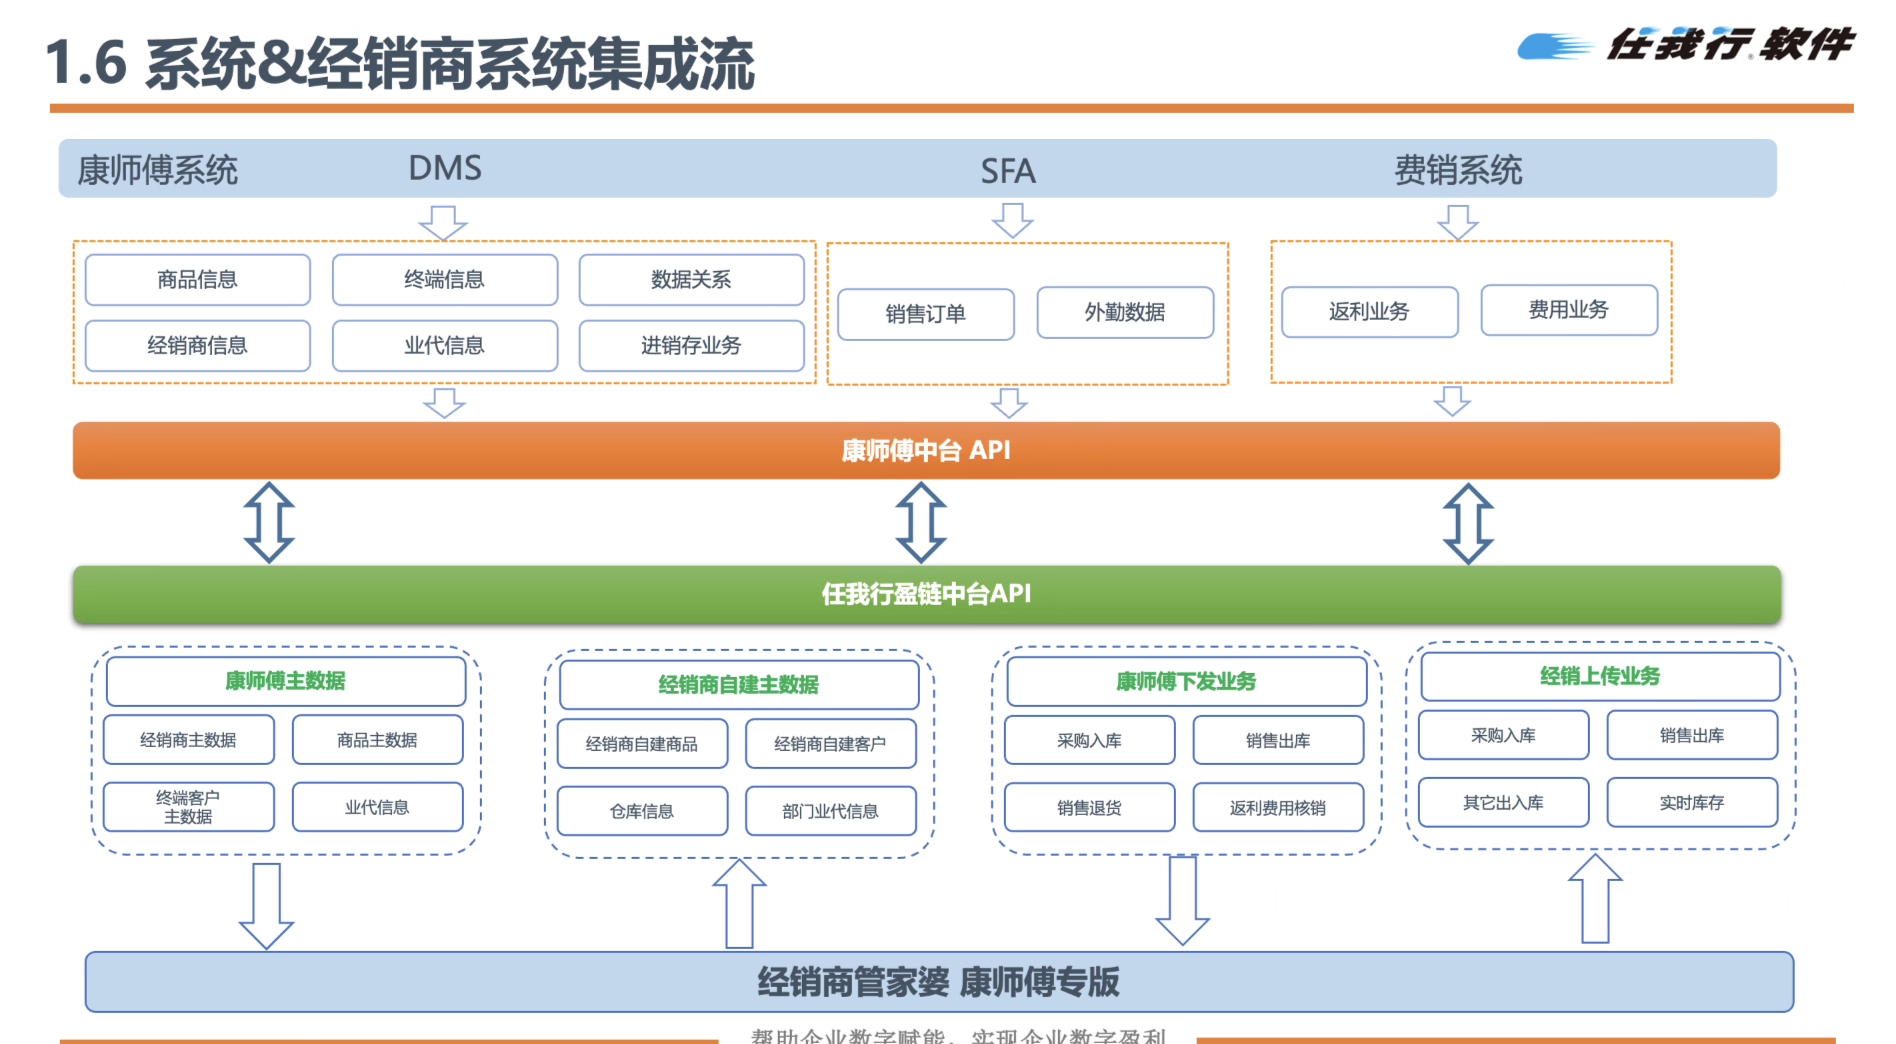 1.6 系统&经销商系统集成流
任我行软件
康师傅系统
DMS
SFA
费销系统
商品信息
终端信息
数据关系
经销商信息
业代信息
进销存业务
销售订单
外勤数据
返利业务
费用业务
康师傅中台 API
任我行盈链中台API
康师傅主数据
经销商主数据
商品主数据
终端客户
主数据
业代信息
经销商自建主数据
经销商自建商品
经销商自建客户
仓库信息
部门业代信息
康师傅下发业务
采购入库
销售出库
销售退货
返利费用核销
经销上传业务
采购入库
销售出库
其它出入库
实时库存
经销商管家婆 康师傅专版
帮助企业数字赋能，实现企业数字盈利